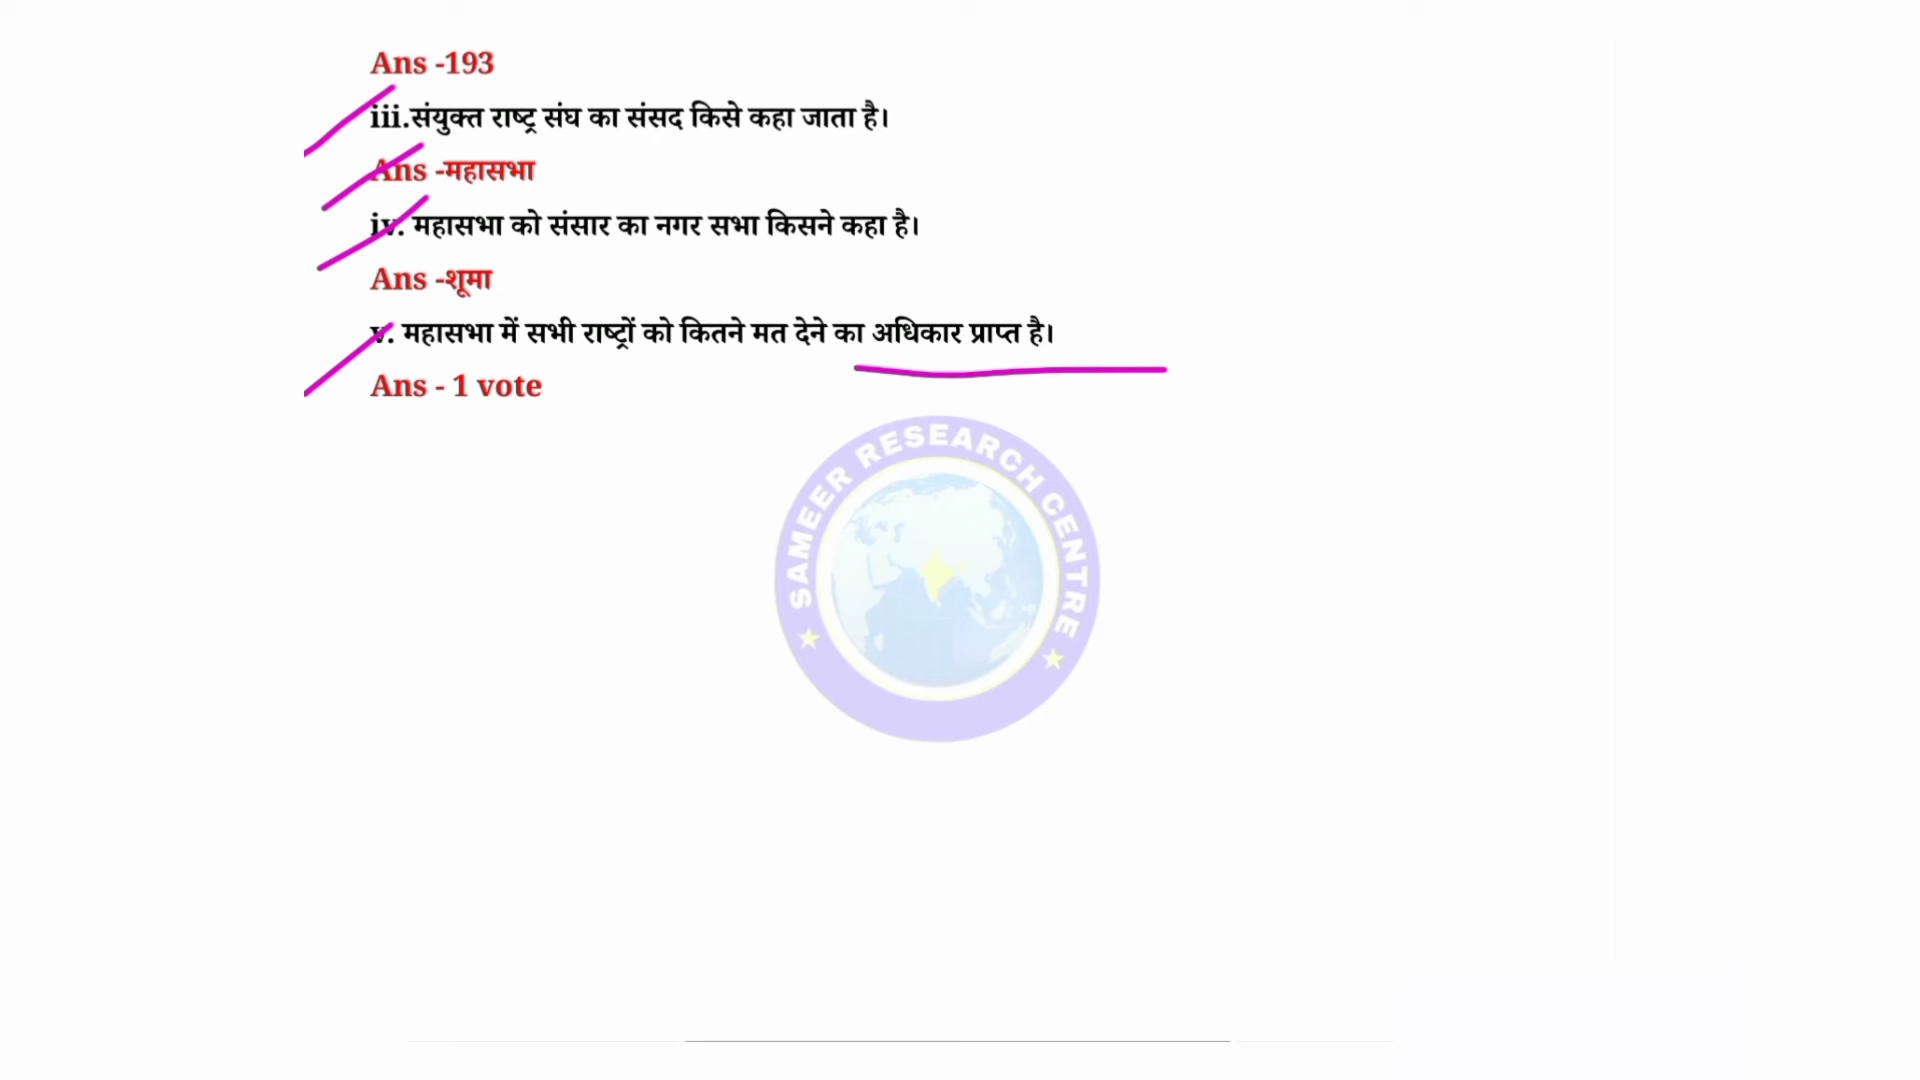 Ans -193
iii.संयुक्त राष्ट्र संघ का संसद किसे कहा जाता है।
Ans -महासभा
iv. महासभा को संसार का नगर सभा किसने कहा है।
Ans -शूमा
v. महासभा में सभी राष्ट्रों को कितने मत देने का अधिकार प्राप्त है।
Ans - 1 vote
SAMEER RESEARCH CENTRE